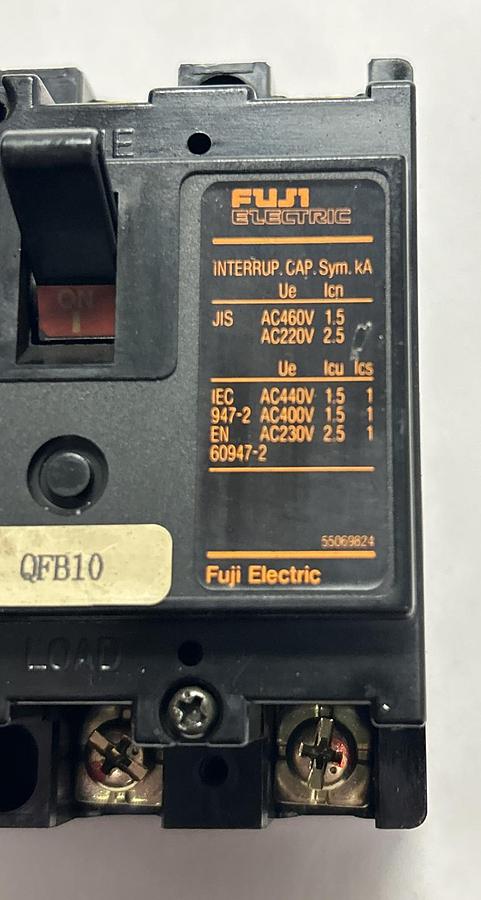 E
FUJI
ELECTRIC
INTERRUP. CAP. Sym. kA
Ue Icn
JIS AC460V 1.5
AC220V 2.5
Ue Icu Ics
IEC AC440V 1.5 1
947-2 AC400V 1.5 1
EN AC230V 2.5 1
60947-2
55069824
Fuji Electric
ON
I
QFB10
LOAD